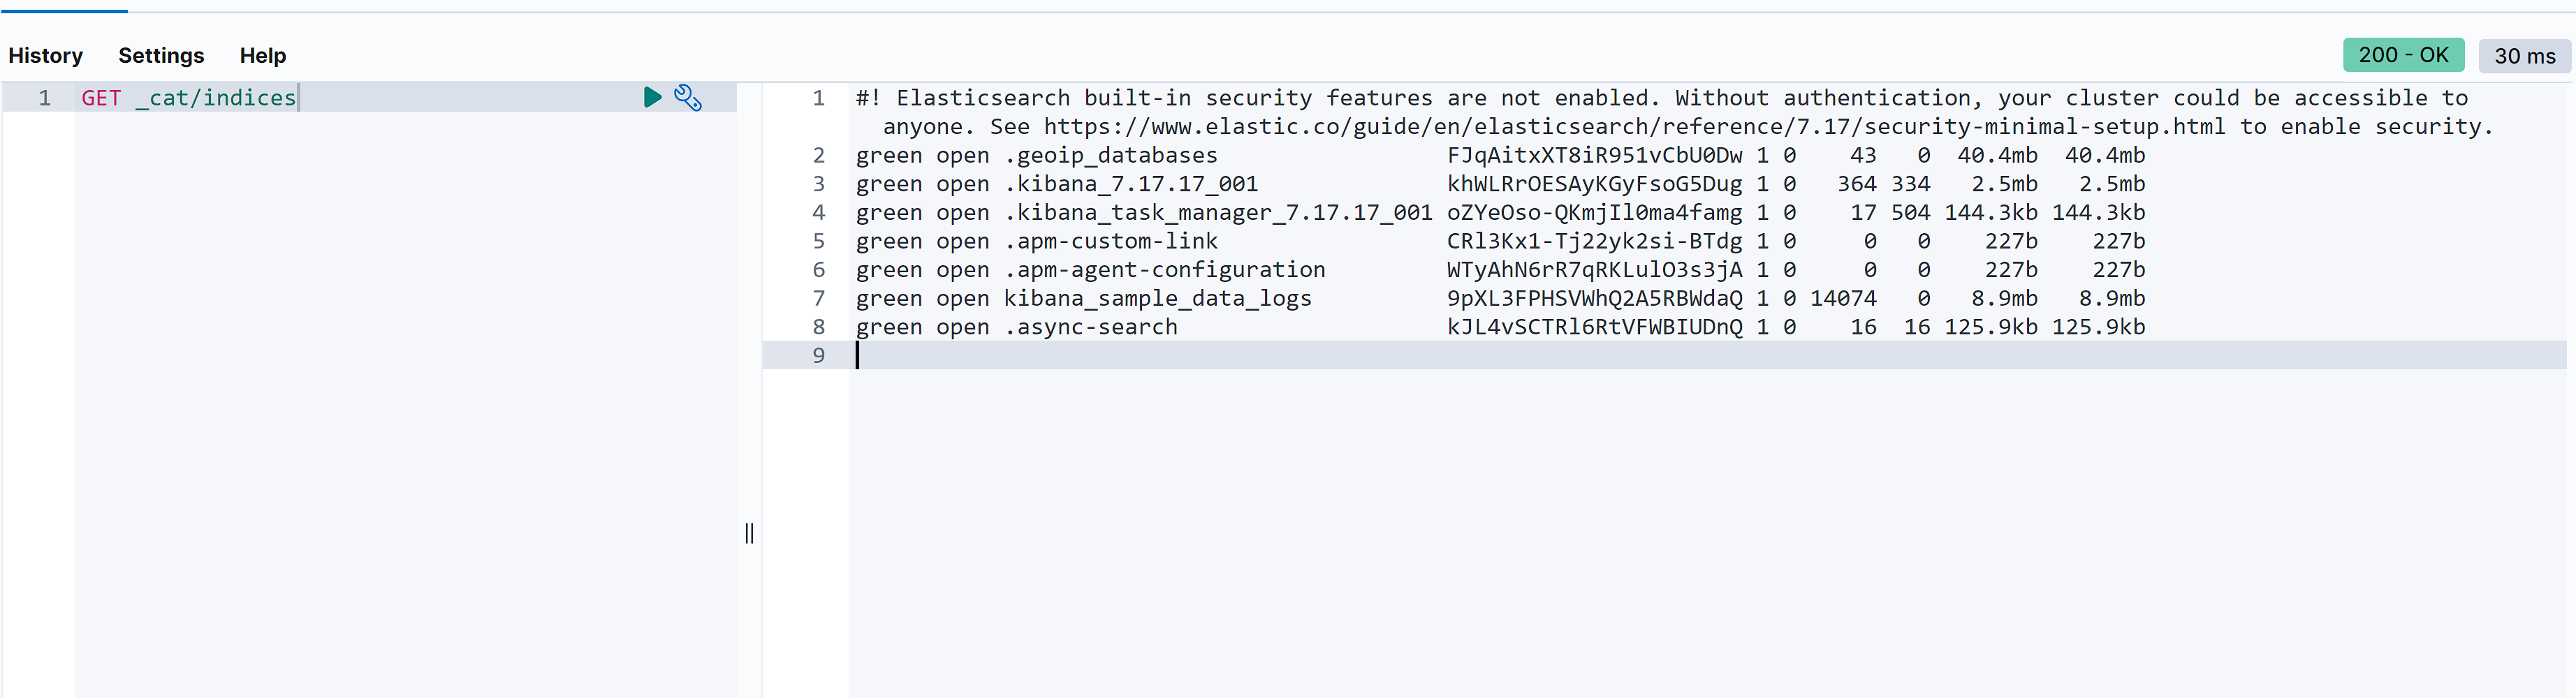 History Settings Help 200 - OK 30 ms
1 GET _cat/indices
1 #! Elasticsearch built-in security features are not enabled. Without authentication, your cluster could be accessible to
anyone. See https://www.elastic.co/guide/en/elasticsearch/reference/7.17/security-minimal-setup.html to enable security.
2 green open .geoip_databases FJqAitxXT8iR951vCbU0Dw 1 0 43 0 40.4mb 40.4mb
3 green open .kibana_7.17.17_001 khWLRrOESAyKGyFsoG5Dug 1 0 364 334 2.5mb 2.5mb
4 green open .kibana_task_manager_7.17.17_001 oZYeOso-QKmjIl0ma4famg 1 0 17 504 144.3kb 144.3kb
5 green open .apm-custom-link CRl3Kx1-Tj22yk2si-BTdg 1 0 0 0 227b 227b
6 green open .apm-agent-configuration WTyAhN6rR7qRKLulO3s3jA 1 0 0 0 227b 227b
7 green open kibana_sample_data_logs 9pXL3FPHSVWhQ2A5RBWdaQ 1 0 14074 0 8.9mb 8.9mb
8 green open .async-search kJL4vSCTRl6RtVFWBIUDnQ 1 0 16 16 125.9kb 125.9kb
9